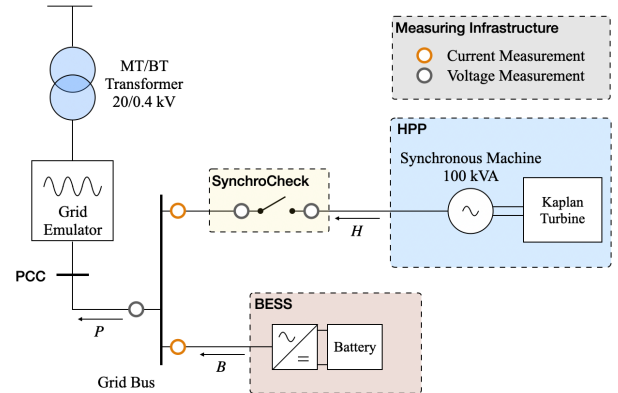 Measuring Infrastructure
Current Measurement
Voltage Measurement
MT/BT
Transformer
20/0.4 kV
HPP
Synchronous Machine
100 kVA
Kaplan
Turbine
SynchroCheck
H
Grid
Emulator
PCC
P
BESS
Battery
B
Grid Bus